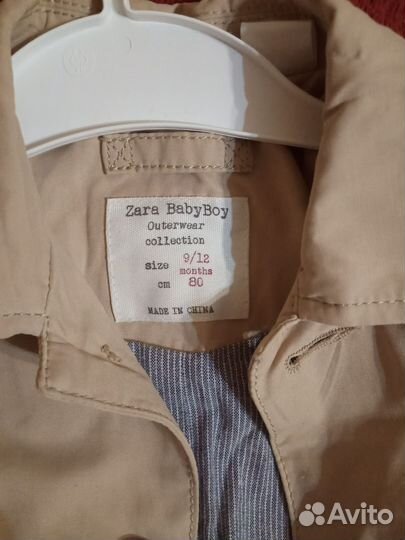 Zara BabyBoy
Outerwear
collection
size 9/12 months
cm 80
MADE IN CHINA
Avito